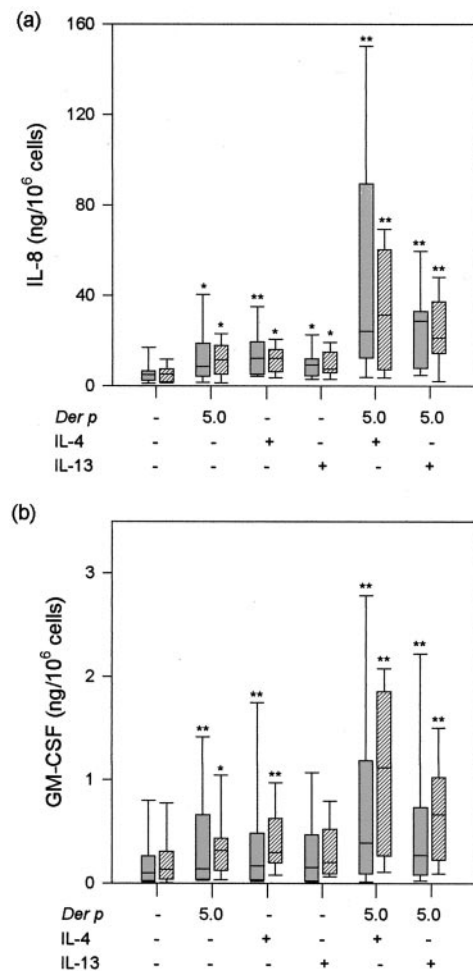 (a)
160
120
80
40
0
IL-8 (ng/10⁶ cells)
** ** * ** * * * * ** ** **
Der p - 5.0 - - 5.0 5.0
IL-4 - - + - + -
IL-13 - - - + - +
(b)
3
2
1
0
GM-CSF (ng/10⁶ cells)
** ** ** ** ** * ** **
Der p - 5.0 - - 5.0 5.0
IL-4 - - + - + -
IL-13 - - - + - +